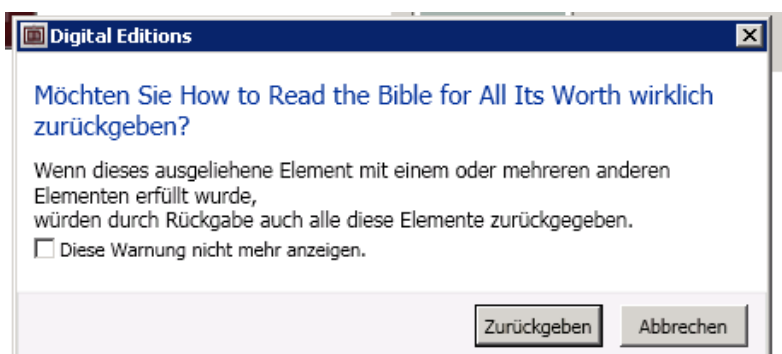 Digital Editions
Möchten Sie How to Read the Bible for All Its Worth wirklich
zurückgeben?
Wenn dieses ausgeliehene Element mit einem oder mehreren anderen
Elementen erfüllt wurde,
würden durch Rückgabe auch alle diese Elemente zurückgegeben.
Diese Warnung nicht mehr anzeigen.
Zurückgeben Abbrechen